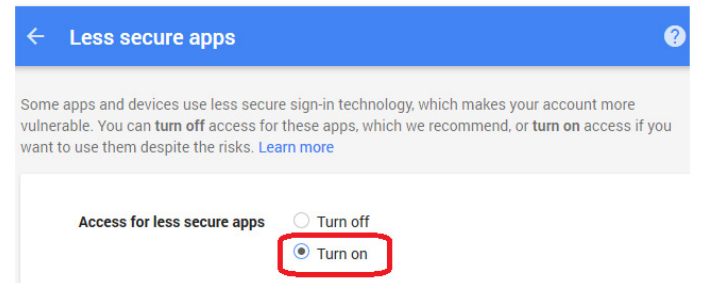 Less secure apps
Some apps and devices use less secure sign-in technology, which makes your account more
vulnerable. You can turn off access for these apps, which we recommend, or turn on access if you
want to use them despite the risks. Learn more
Access for less secure apps Turn off
Turn on